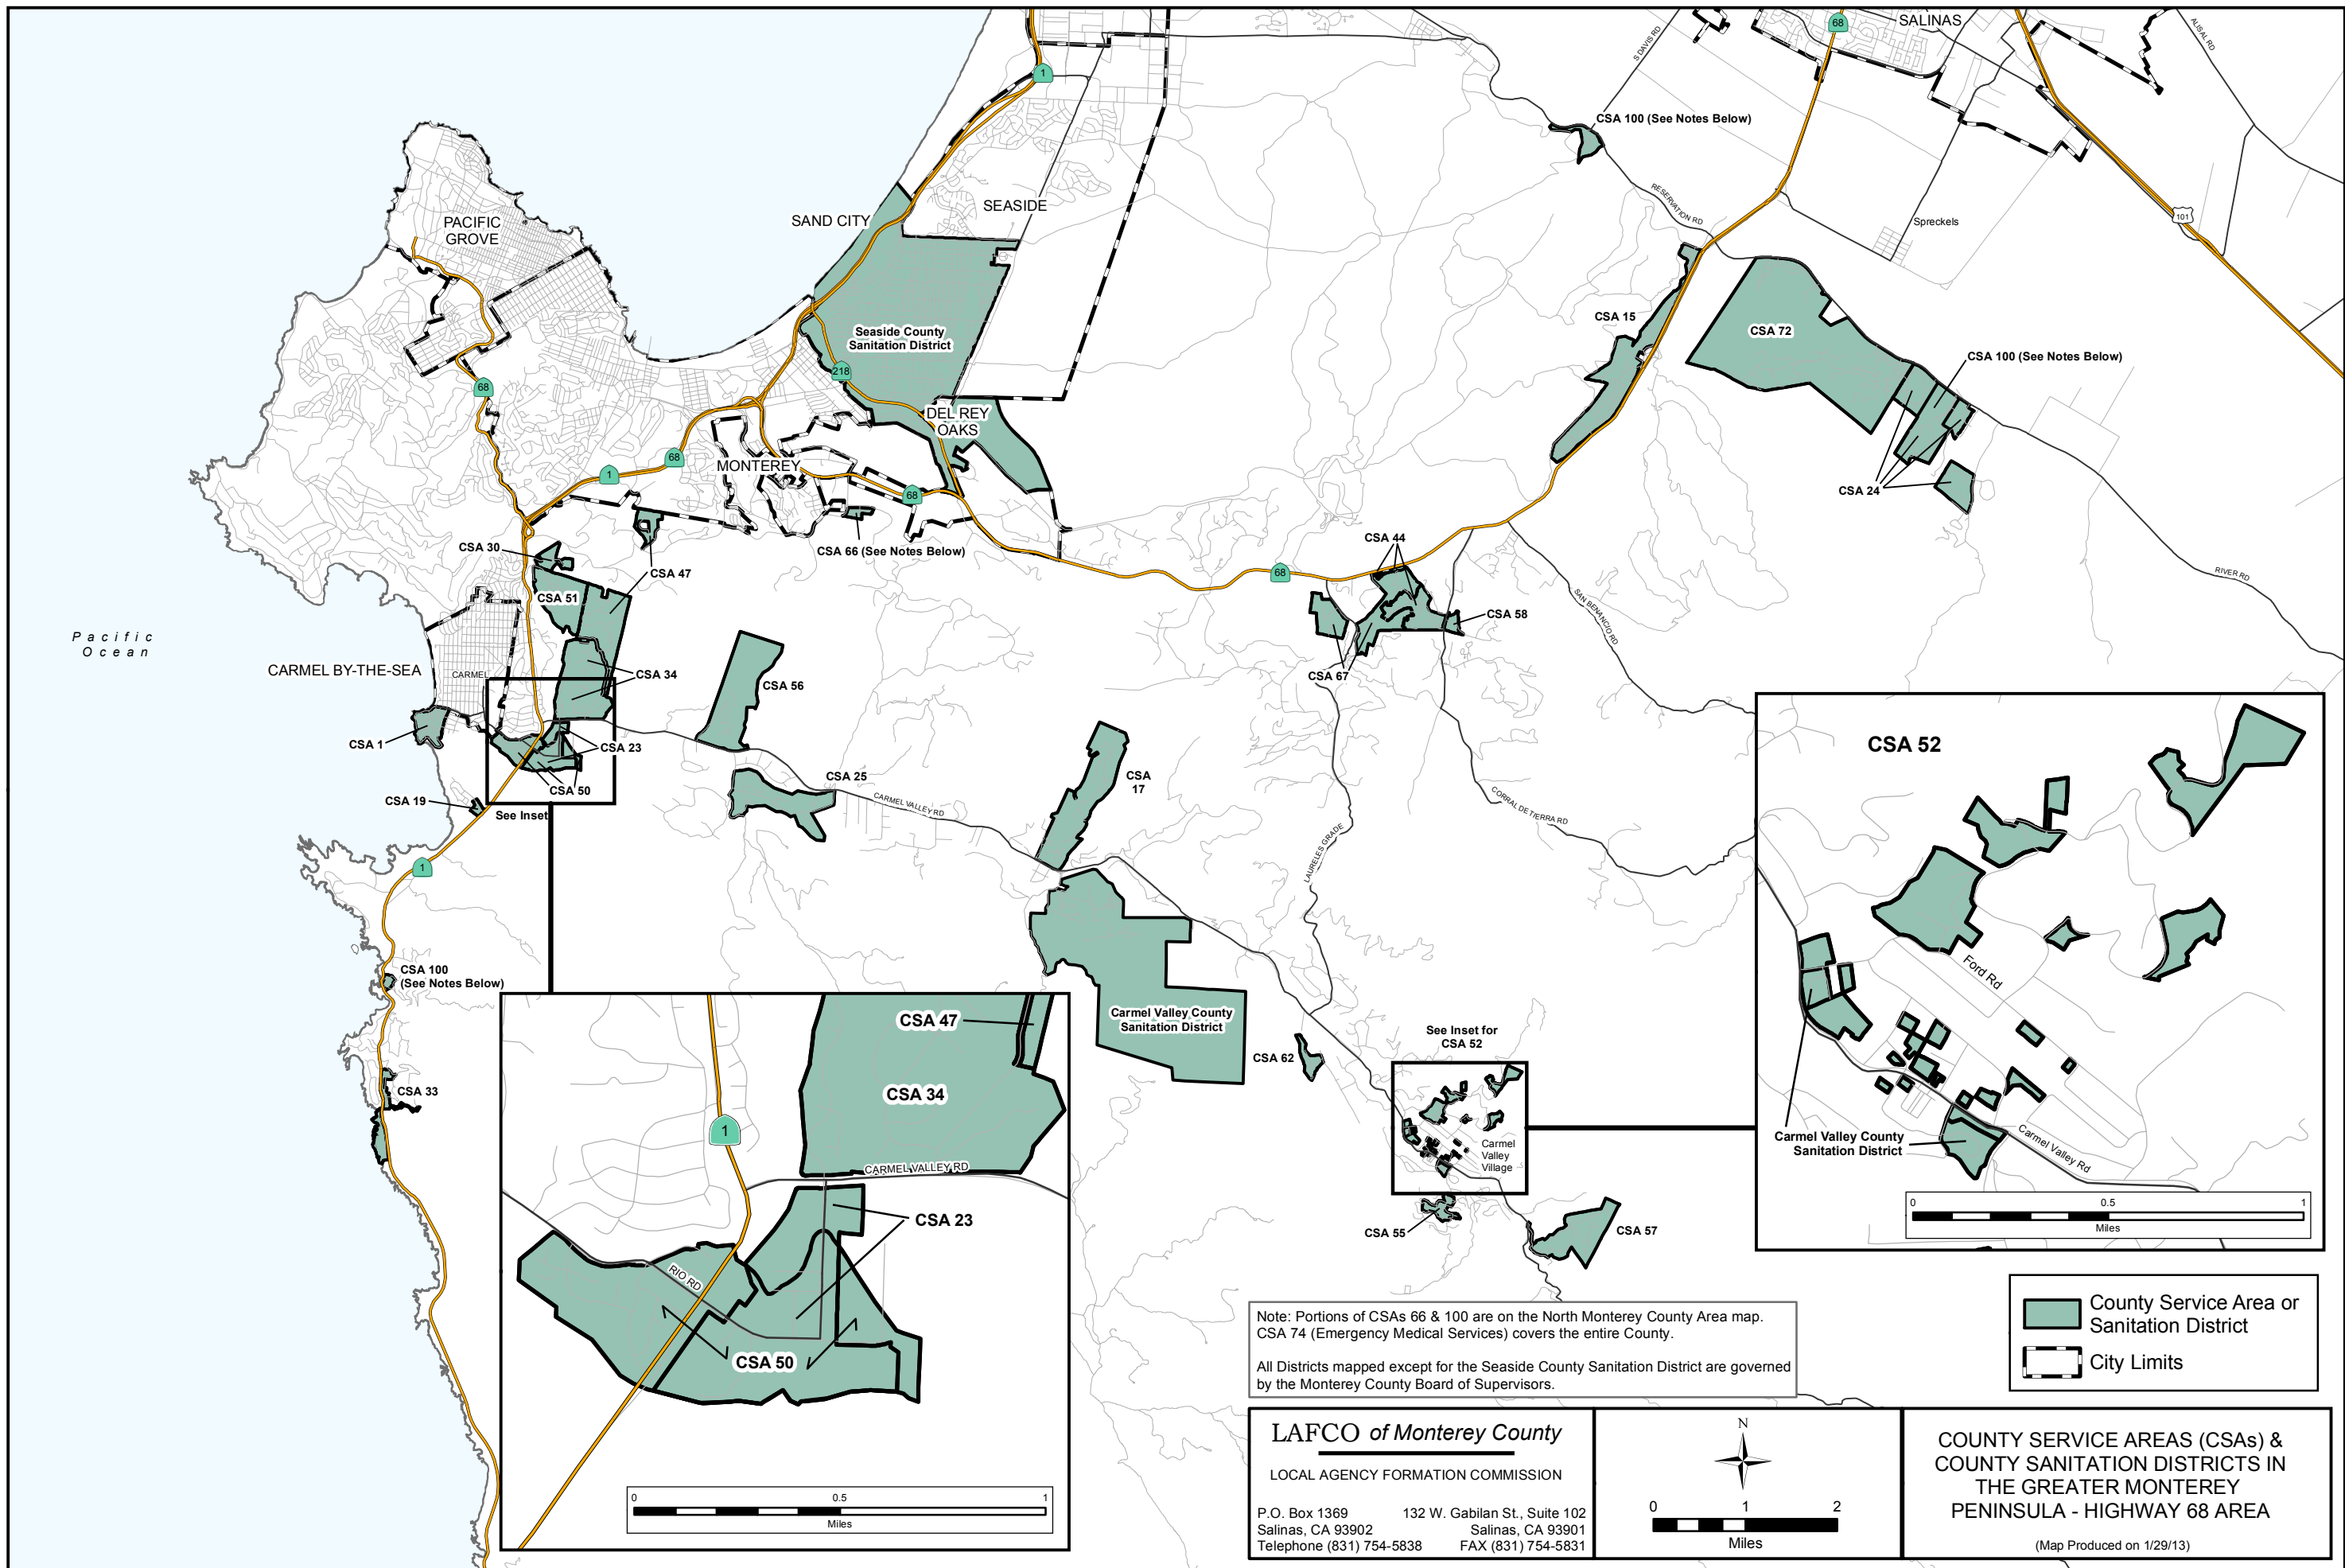 SALINAS
68
ALISAL RD
S DAVIS RD
1
CSA 100 (See Notes Below)
RESERVATION RD
Spreckels
101
PACIFIC
GROVE
SAND CITY
SEASIDE
Seaside County
Sanitation District
218
CSA 15
CSA 72
CSA 100 (See Notes Below)
68
DEL REY
OAKS
MONTEREY
68
1
68
CSA 24
CSA 66 (See Notes Below)
CSA 30
CSA 47
CSA 51
CSA 44
68
RIVER RD
SAN BENANCIO RD
CSA 58
CSA 67
Pacific
Ocean
CARMEL BY-THE-SEA
CARMEL
CSA 34
CSA 56
CSA 1
CSA 23
CSA 50
CSA 19
See Inset
CSA 25
CARMEL VALLEY RD
CSA
17
CORRAL DE TIERRA RD
LAURELES GRADE
1
CSA 100
(See Notes Below)
CSA 33
Carmel Valley County
Sanitation District
CSA 62
See Inset for
CSA 52
Carmel
Valley
Village
CSA 55
CSA 57
CSA 52
Ford Rd
Carmel Valley County
Sanitation District
Carmel Valley Rd
0 0.5 1
Miles
CSA 47
CSA 34
1
CARMEL VALLEY RD
CSA 23
RIO RD
CSA 50
0 0.5 1
Miles
County Service Area or
Sanitation District
City Limits
Note: Portions of CSAs 66 & 100 are on the North Monterey County Area map.
CSA 74 (Emergency Medical Services) covers the entire County.
All Districts mapped except for the Seaside County Sanitation District are governed
by the Monterey County Board of Supervisors.
LAFCO of Monterey County
LOCAL AGENCY FORMATION COMMISSION
P.O. Box 1369 132 W. Gabilan St., Suite 102
Salinas, CA 93902 Salinas, CA 93901
Telephone (831) 754-5838 FAX (831) 754-5831
N
0 1 2
Miles
COUNTY SERVICE AREAS (CSAs) &
COUNTY SANITATION DISTRICTS IN
THE GREATER MONTEREY
PENINSULA - HIGHWAY 68 AREA
(Map Produced on 1/29/13)